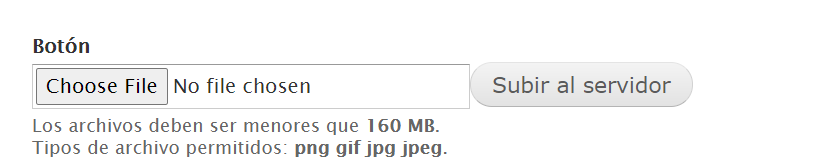 Botón
Choose File No file chosen Subir al servidor
Los archivos deben ser menores que 160 MB.
Tipos de archivo permitidos: png gif jpg jpeg.